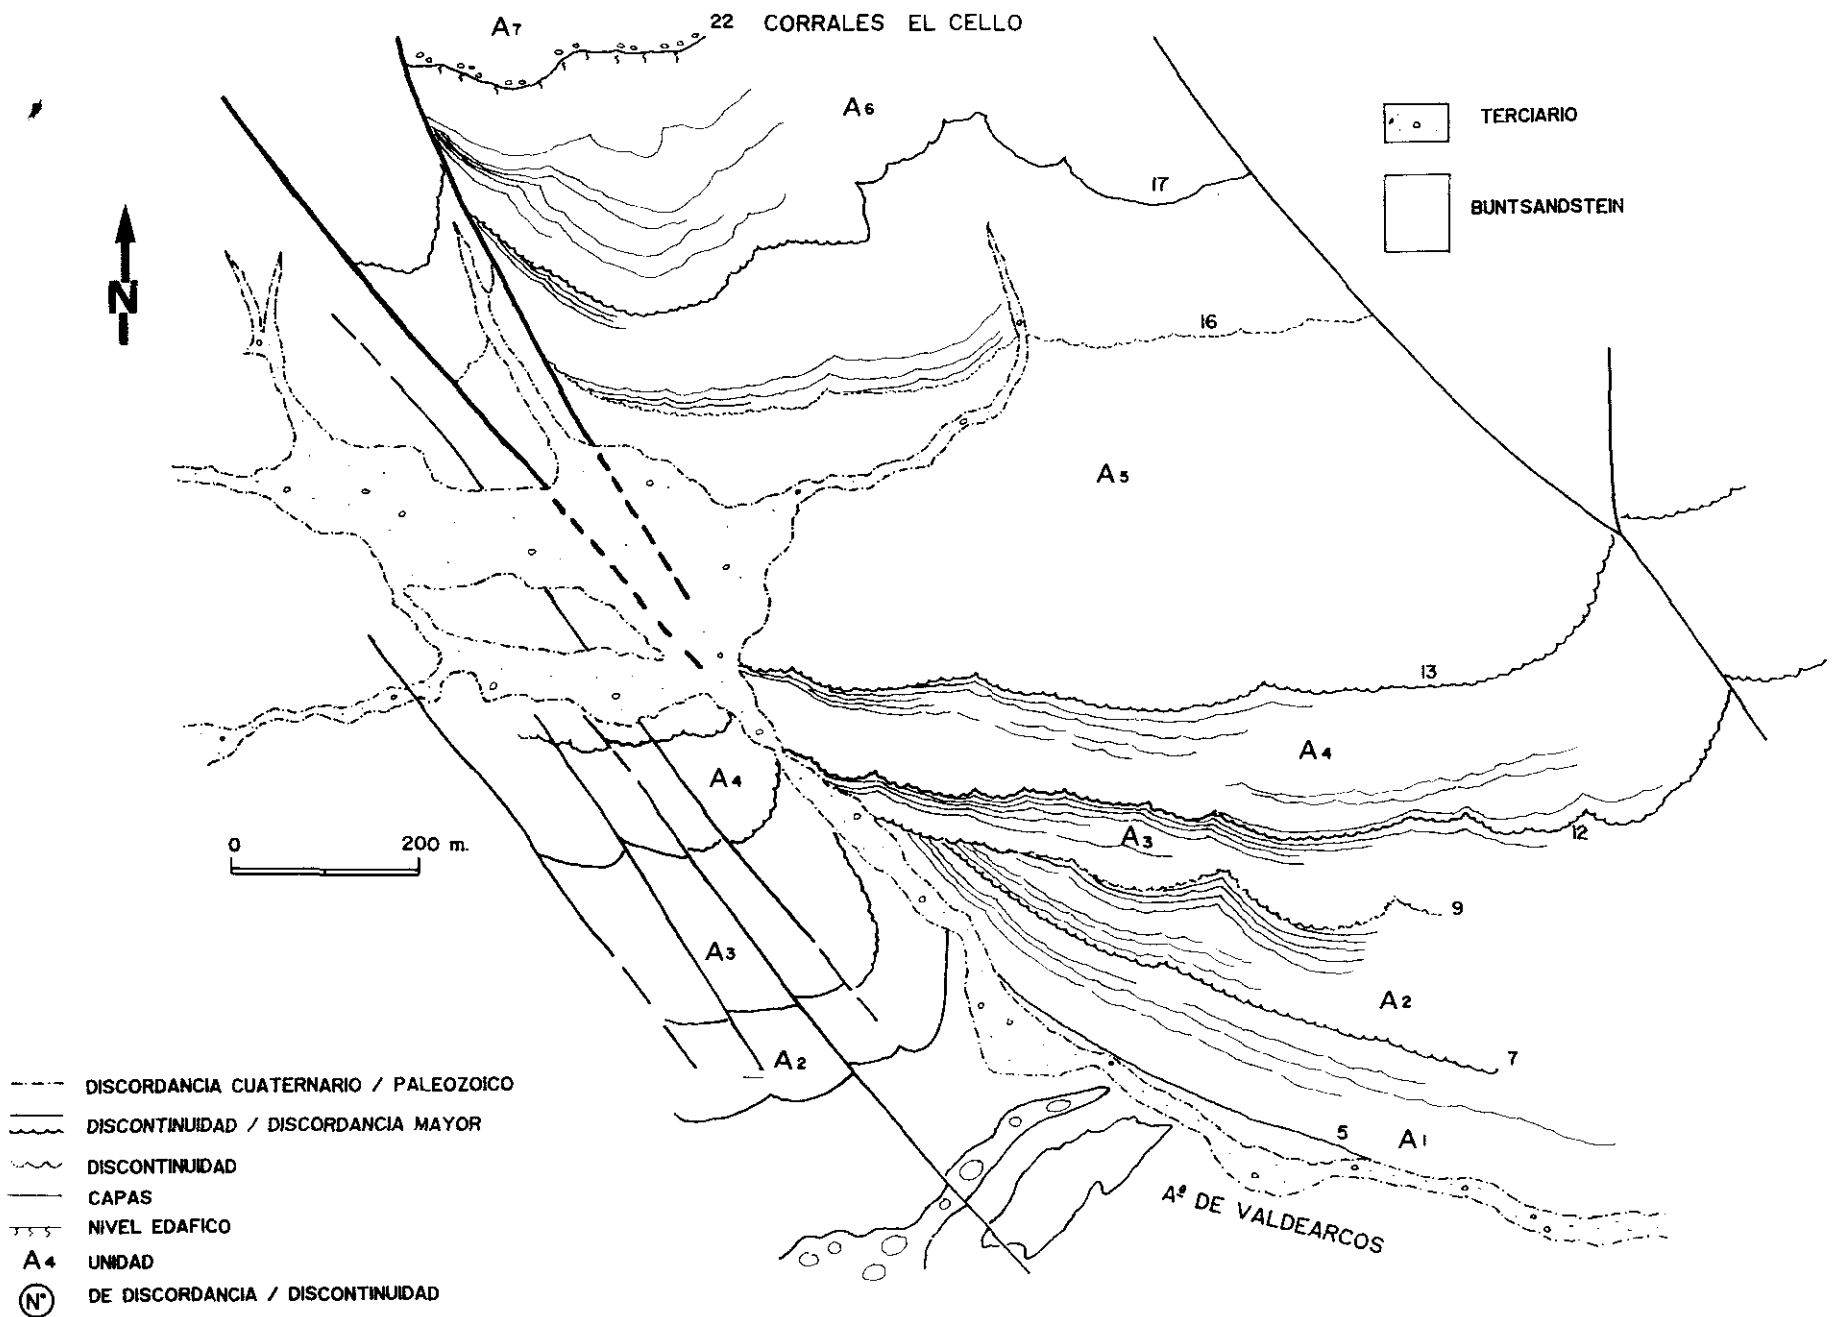 A7
22 CORRALES EL CELLO
A6
TERCIARIO
17
BUNTSANDSTEIN
N
16
A5
13
A4
A4
A3
12
0 200 m.
9
A3
A2
A2
7
5
A1
Aº DE VALDEARCOS
DISCORDANCIA CUATERNARIO / PALEOZOICO
DISCONTINUIDAD / DISCORDANCIA MAYOR
DISCONTINUIDAD
CAPAS
NIVEL EDAFICO
A4 UNIDAD
Nº DE DISCORDANCIA / DISCONTINUIDAD